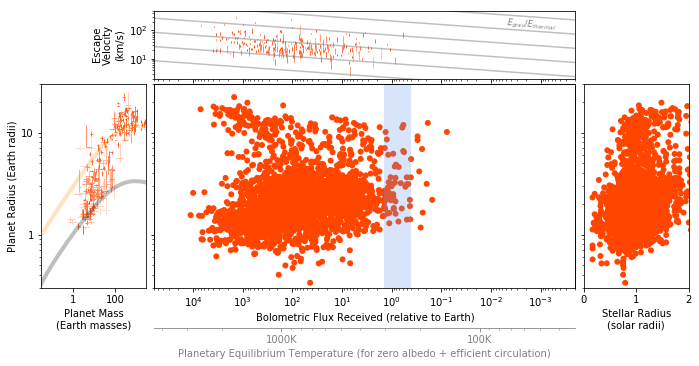 Escape
Velocity
(km/s)
10²
10¹
E_grav/E_thermal
Planet Radius (Earth radii)
10
1
1
100
Planet Mass
(Earth masses)
10⁴
10³
10²
10¹
10⁰
10⁻¹
10⁻²
10⁻³
Bolometric Flux Received (relative to Earth)
1000K
100K
Planetary Equilibrium Temperature (for zero albedo + efficient circulation)
0
1
2
Stellar Radius
(solar radii)